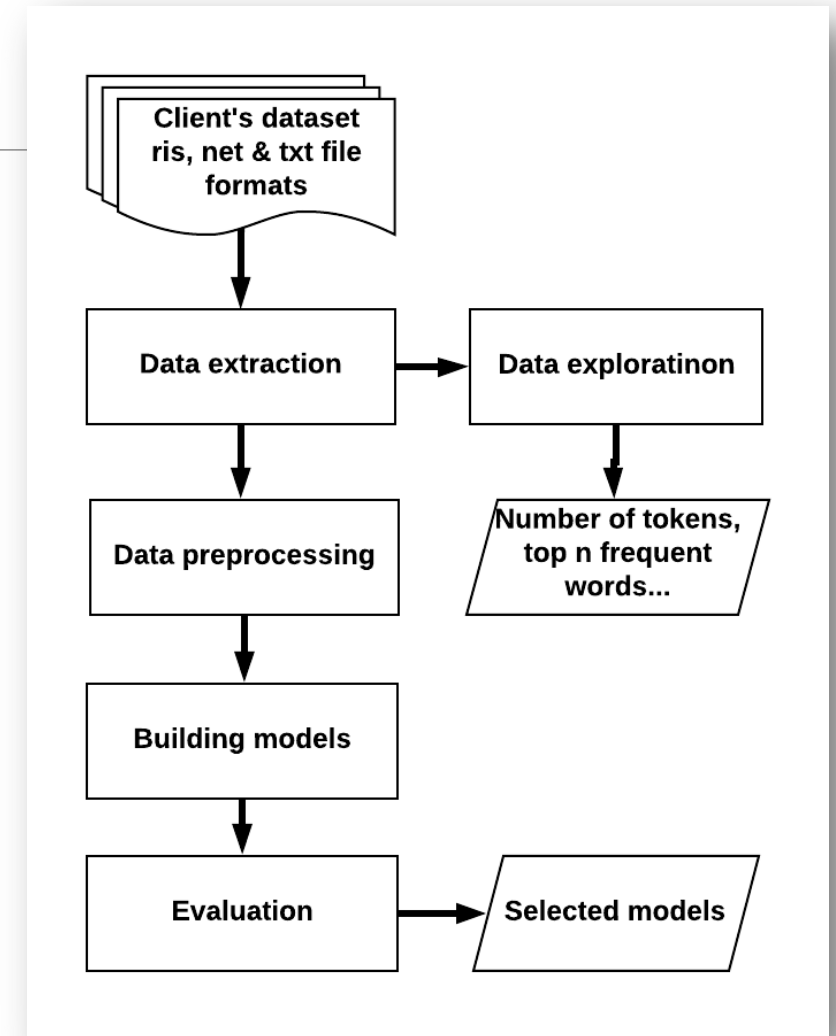 Client's dataset
ris, net & txt file
formats
Data extraction
Data exploratinon
Data preprocessing
Number of tokens,
top n frequent
words...
Building models
Evaluation
Selected models